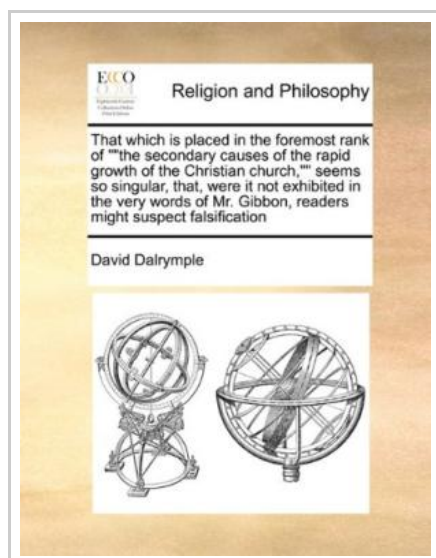 ECCO
Religion and Philosophy
That which is placed in the foremost rank
of ""the secondary causes of the rapid
growth of the Christian church,"" seems
so singular, that, were it not exhibited in
the very words of Mr. Gibbon, readers
might suspect falsification
David Dalrymple